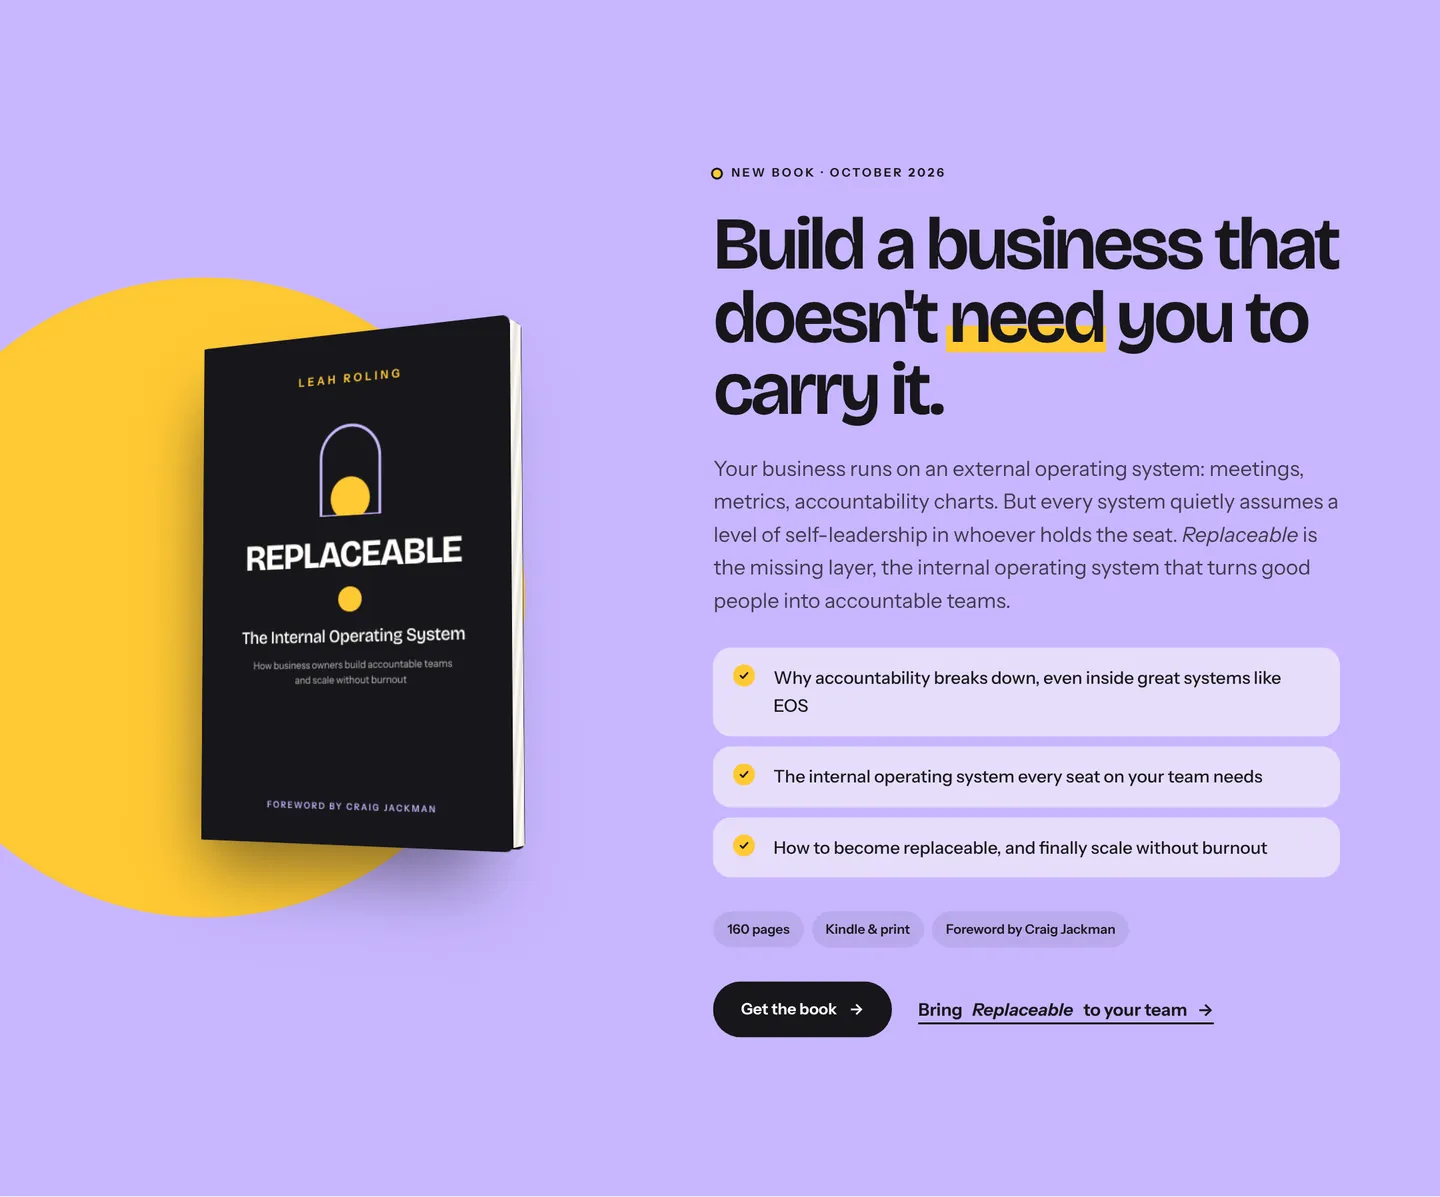 LEAH ROLING
REPLACEABLE
The Internal Operating System
How business owners build accountable teams
and scale without burnout
FOREWORD BY CRAIG JACKMAN
NEW BOOK · OCTOBER 2026
Build a business that
doesn't need you to
carry it.
Your business runs on an external operating system: meetings,
metrics, accountability charts. But every system quietly assumes a
level of self-leadership in whoever holds the seat. Replaceable is
the missing layer, the internal operating system that turns good
people into accountable teams.
Why accountability breaks down, even inside great systems like
EOS
The internal operating system every seat on your team needs
How to become replaceable, and finally scale without burnout
160 pages
Kindle & print
Foreword by Craig Jackman
Get the book →
Bring Replaceable to your team →